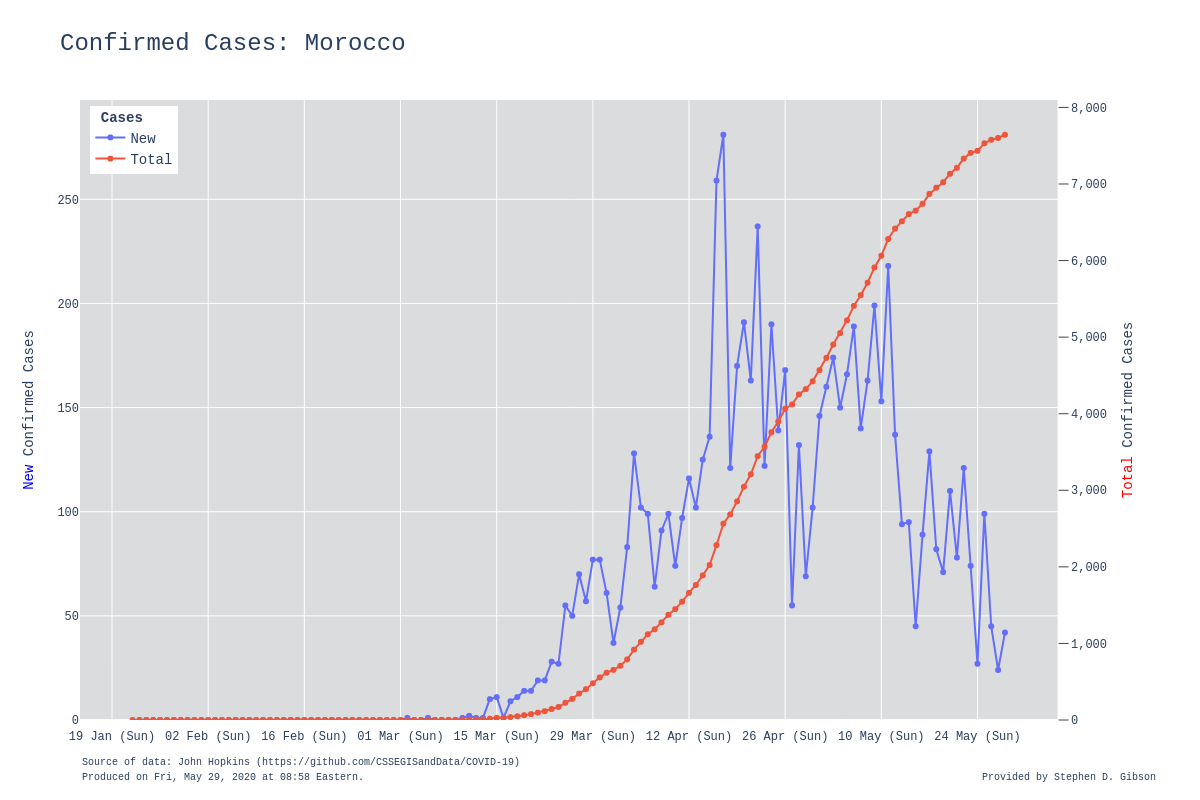 Confirmed Cases: Morocco
Cases
New
Total
250
200
150
100
50
0
8,000
7,000
6,000
5,000
4,000
3,000
2,000
1,000
0
New Confirmed Cases
Total Confirmed Cases
19 Jan (Sun) 02 Feb (Sun) 16 Feb (Sun) 01 Mar (Sun) 15 Mar (Sun) 29 Mar (Sun) 12 Apr (Sun) 26 Apr (Sun) 10 May (Sun) 24 May (Sun)
Source of data: John Hopkins (https://github.com/CSSEGISandData/COVID-19)
Produced on Fri, May 29, 2020 at 08:58 Eastern.
Provided by Stephen D. Gibson